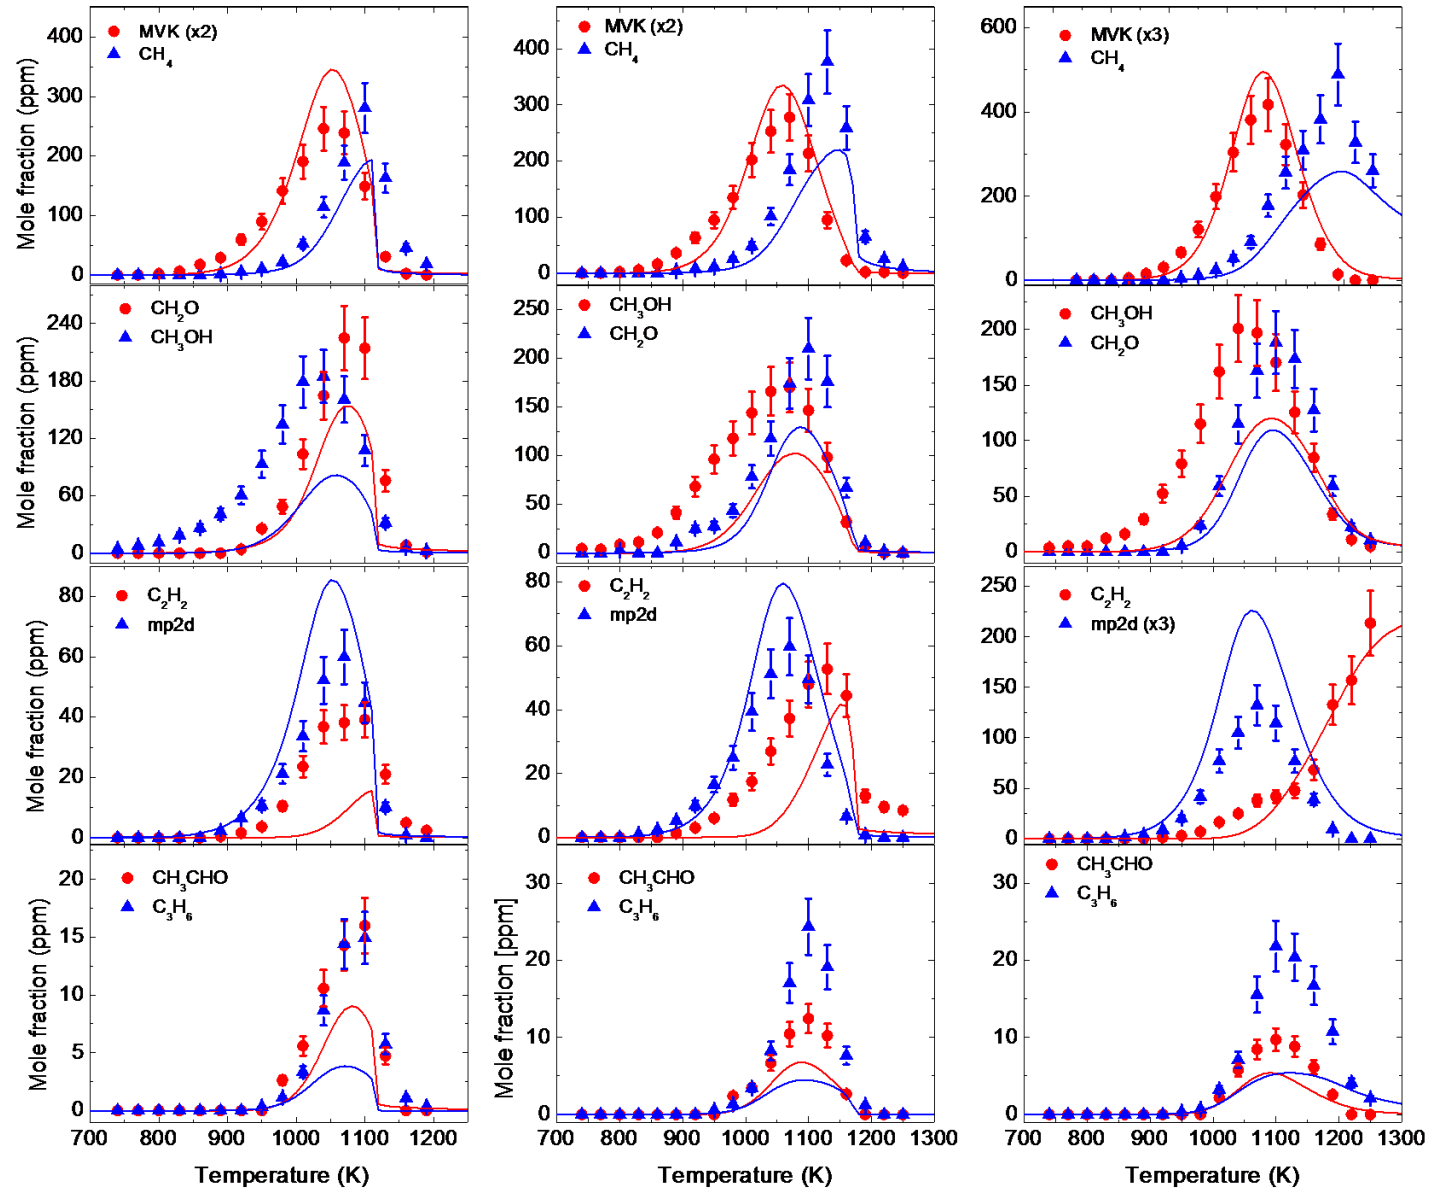 MVK (x2)
CH4
Mole fraction (ppm)
400
300
200
100
0
MVK (x2)
CH4
400
300
200
100
0
MVK (x3)
CH4
600
400
200
0
CH2O
CH3OH
Mole fraction (ppm)
240
180
120
60
0
CH3OH
CH2O
250
200
150
100
50
0
CH3OH
CH2O
200
150
100
50
0
C2H2
mp2d
Mole fraction (ppm)
80
60
40
20
0
C2H2
mp2d
80
60
40
20
0
C2H2
mp2d (x3)
250
200
150
100
50
0
CH3CHO
C3H6
Mole fraction (ppm)
20
15
10
5
0
700 800 900 1000 1100 1200
Temperature (K)
CH3CHO
C3H6
Mole fraction [ppm]
30
20
10
0
700 800 900 1000 1100 1200 1300
Temperature (K)
CH3CHO
C3H6
30
20
10
0
700 800 900 1000 1100 1200 1300
Temperature (K)